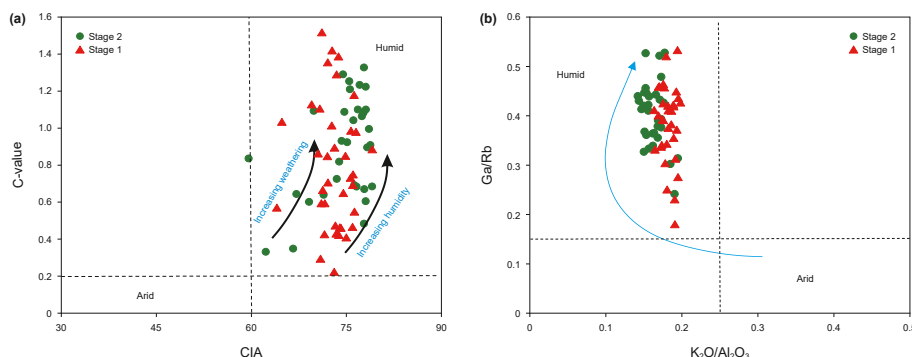 (a)
1.6
1.4
1.2
1.0
0.8
0.6
0.4
0.2
0
C-value
Stage 2
Stage 1
Humid
Increasing weathering
Increasing humidity
Arid
30
45
60
75
90
CIA
(b)
0.6
0.5
0.4
0.3
0.2
0.1
0
Ga/Rb
Stage 2
Stage 1
Humid
Arid
0
0.1
0.2
0.3
0.4
0.5
K₂O/Al₂O₃